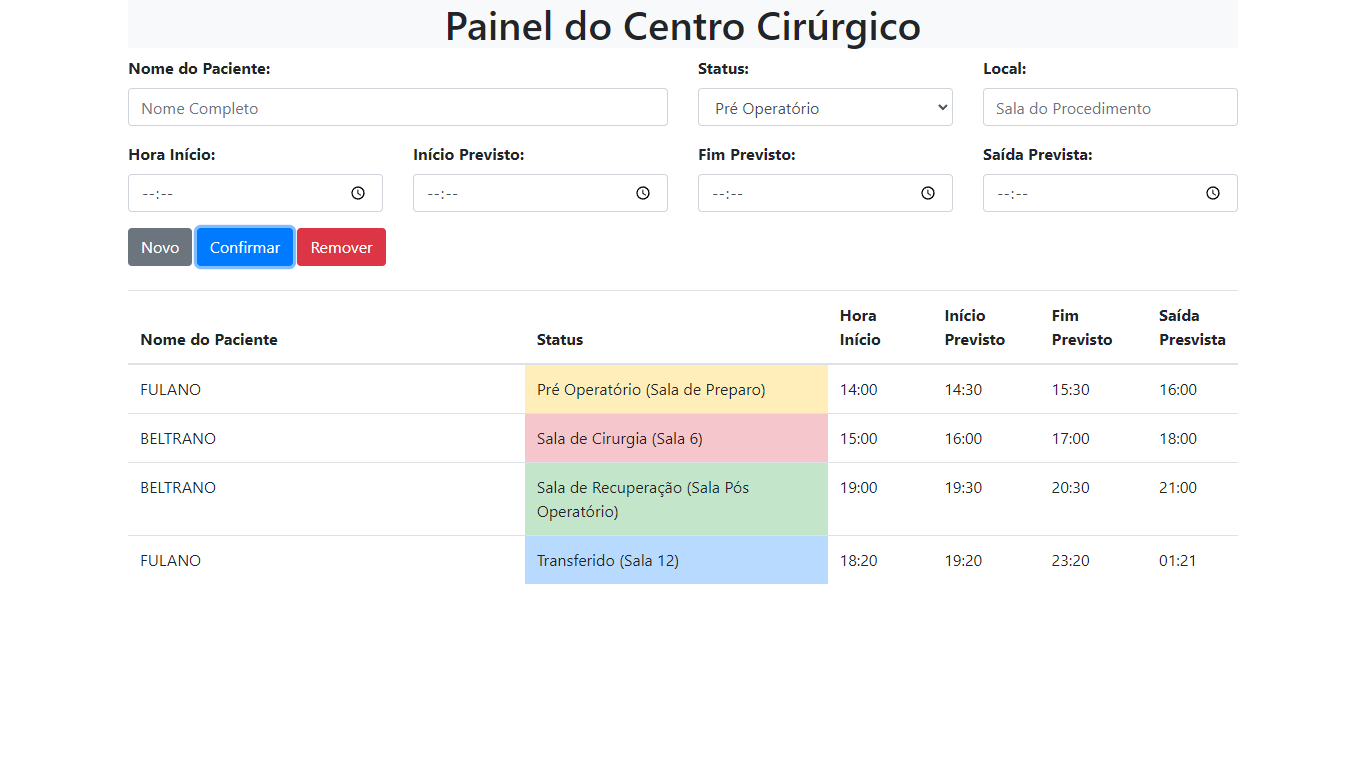 Painel do Centro Cirúrgico
Nome do Paciente: Status: Local:
Nome Completo Pré Operatório Sala do Procedimento
Hora Início: Início Previsto: Fim Previsto: Saída Prevista:
--:-- --:-- --:-- --:--
Novo Confirmar Remover
Nome do Paciente Status Hora Início Início Previsto Fim Previsto Saída Presvista
FULANO Pré Operatório (Sala de Preparo) 14:00 14:30 15:30 16:00
BELTRANO Sala de Cirurgia (Sala 6) 15:00 16:00 17:00 18:00
BELTRANO Sala de Recuperação (Sala Pós Operatório) 19:00 19:30 20:30 21:00
FULANO Transferido (Sala 12) 18:20 19:20 23:20 01:21